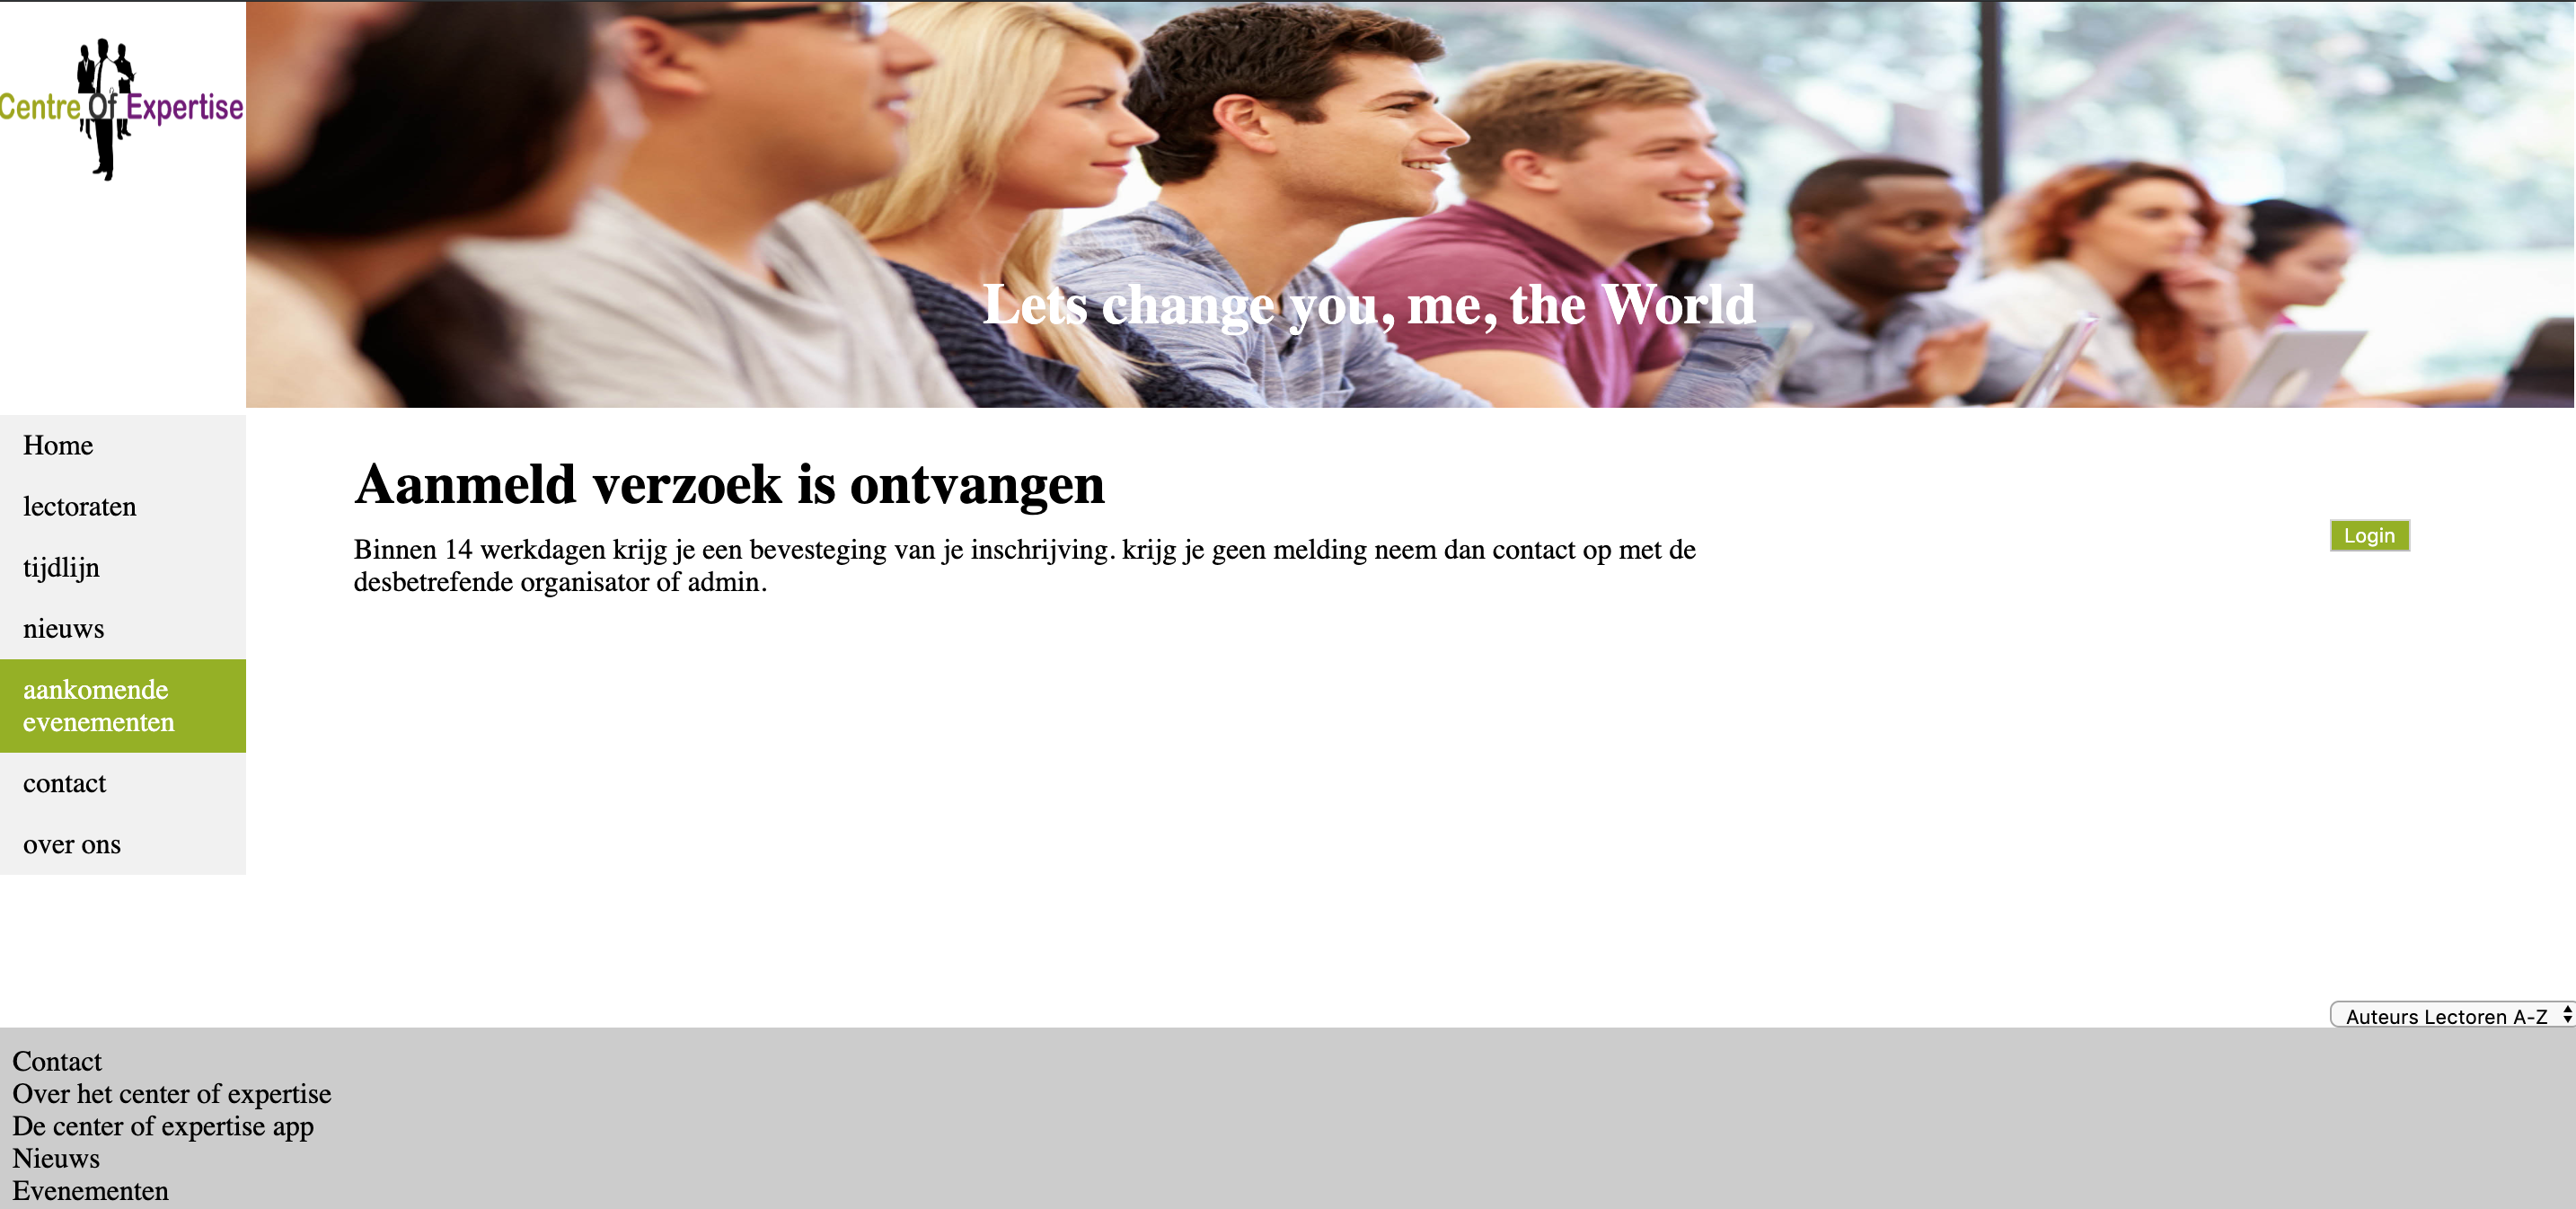 Centre Of Expertise
Lets change you, me, the World
Home
lectoraten
tijdlijn
nieuws
aankomende
evenementen
contact
over ons
Aanmeld verzoek is ontvangen
Binnen 14 werkdagen krijg je een bevesteging van je inschrijving. krijg je geen melding neem dan contact op met de
desbetrefende organisator of admin.
Login
Auteurs Lectoren A-Z
Contact
Over het center of expertise
De center of expertise app
Nieuws
Evenementen